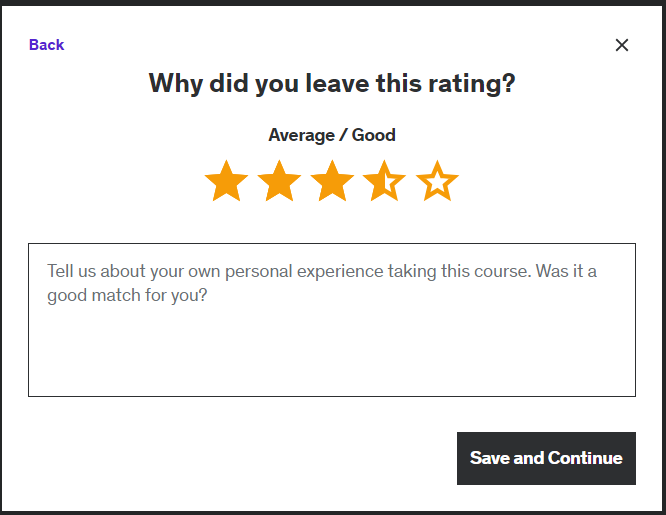 Back
Why did you leave this rating?
Average / Good
Tell us about your own personal experience taking this course. Was it a
good match for you?
Save and Continue